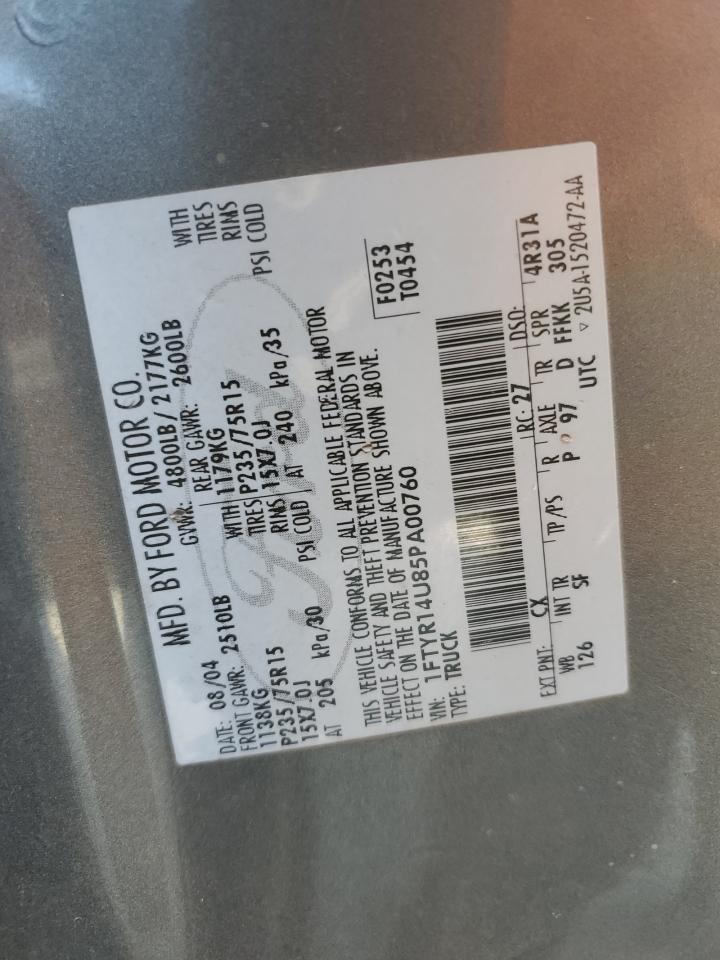 MFD. BY FORD MOTOR CO.
DATE: 08/04 GVWR: 4800LB / 2177KG
FRONT GAWR: 2510LB REAR GAWR: 2600LB
1138KG WITH 1179KG WITH
P235/75R15 TIRES P235/75R15 TIRES
15X7.0J RIMS 15X7.0J RIMS
AT 205 kPa/30 PSI COLD AT 240 kPa/35 PSI COLD
THIS VEHICLE CONFORMS TO ALL APPLICABLE FEDERAL MOTOR
VEHICLE SAFETY AND THEFT PREVENTION STANDARDS IN
EFFECT ON THE DATE OF MANUFACTURE SHOWN ABOVE.
VIN: 1FTYR14U85PA00760
TYPE: TRUCK
F0253
T0454
EXT PNT: CX RC: 27 DSO:
WB INT TR TP/PS R AXLE TR SPR 4R31A
126 SF P 97 D FFKK 305
UTC ▽ 2U5A-1520472-AA